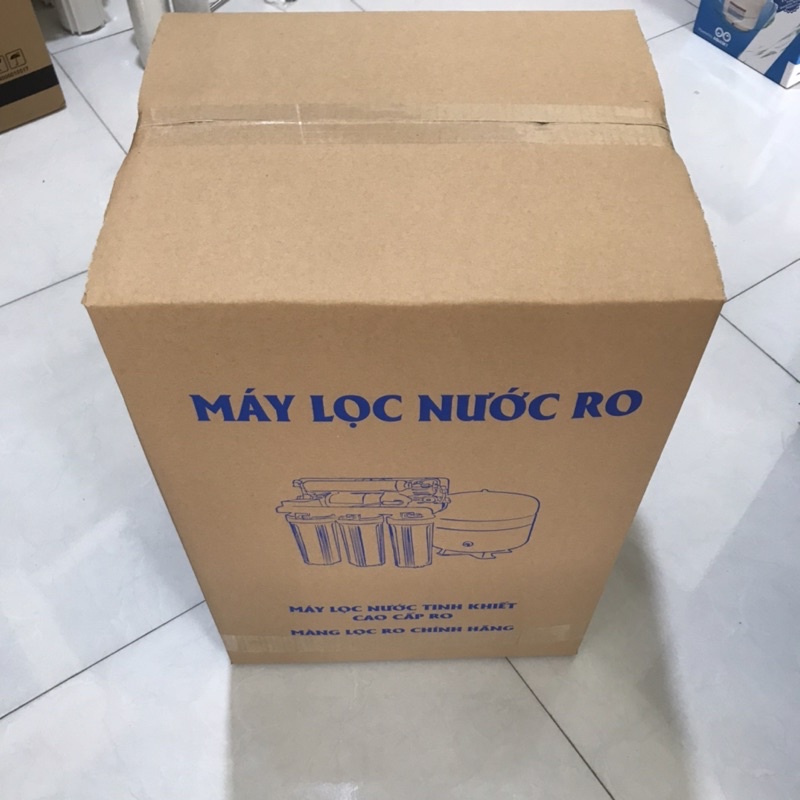 MÁY LỌC NƯỚC RO
MÁY LỌC NƯỚC TINH KHIẾT
CAO CẤP RO
MÀNG LỌC RO CHÍNH HÃNG